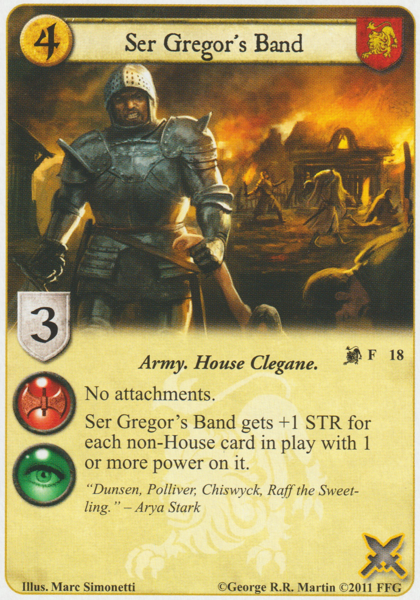 4
Ser Gregor's Band
3
Army. House Clegane.
F 18
No attachments.
Ser Gregor's Band gets +1 STR for
each non-House card in play with 1
or more power on it.
"Dunsen, Polliver, Chiswyck, Raff the Sweet-
ling." – Arya Stark
Illus. Marc Simonetti
©George R.R. Martin ©2011 FFG